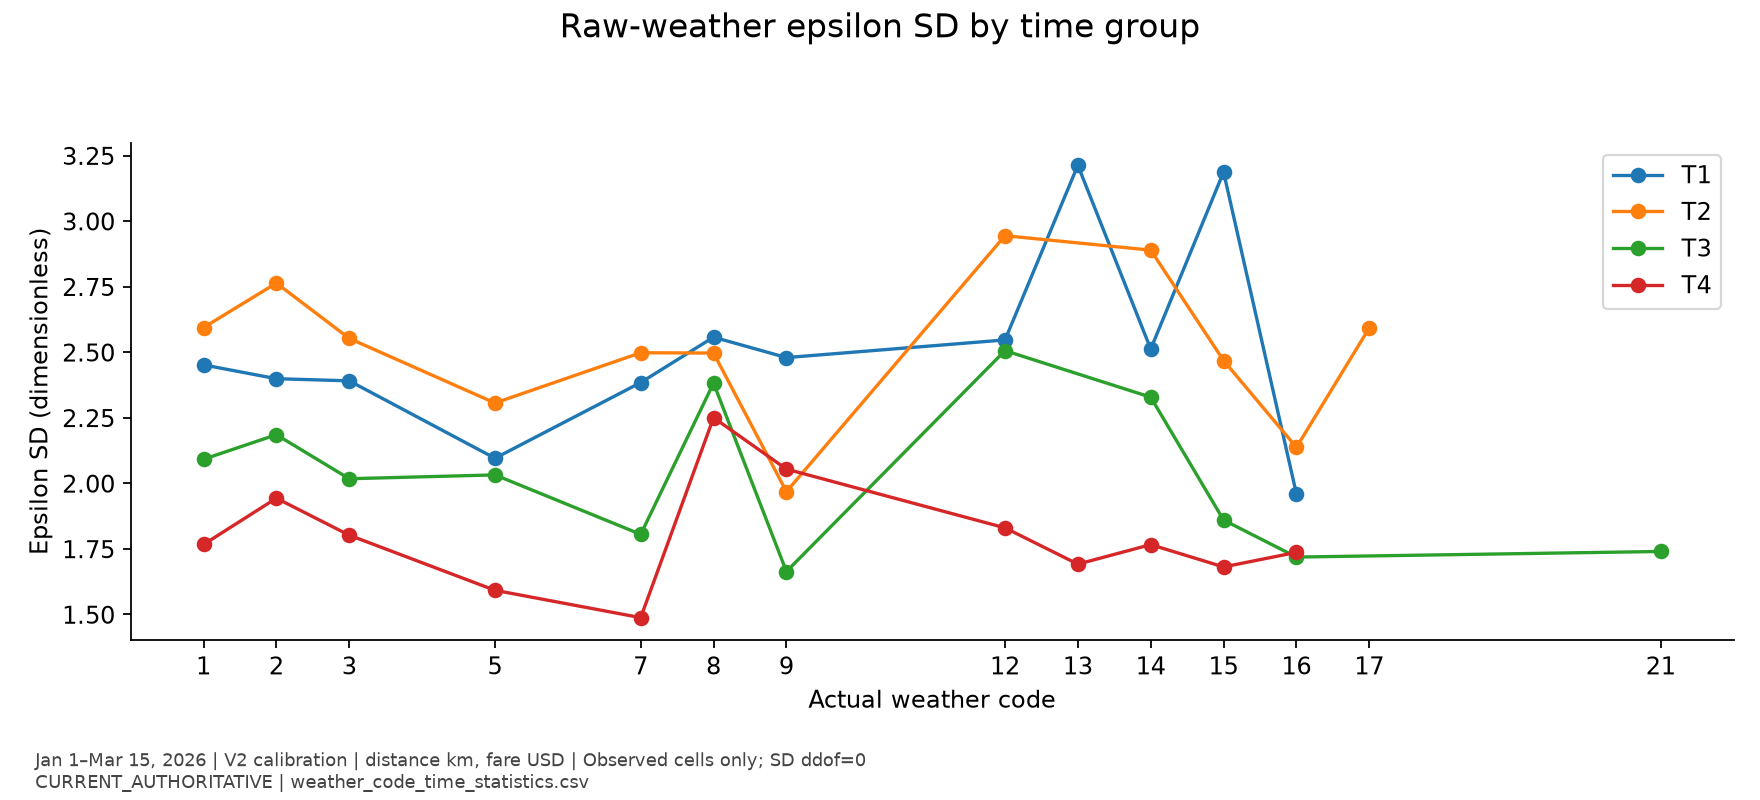 Raw-weather epsilon SD by time group
3.25
3.00
2.75
2.50
2.25
2.00
1.75
1.50
Epsilon SD (dimensionless)
T1
T2
T3
T4
1 2 3 5 7 8 9 12 13 14 15 16 17 21
Actual weather code
Jan 1–Mar 15, 2026 | V2 calibration | distance km, fare USD | Observed cells only; SD ddof=0
CURRENT_AUTHORITATIVE | weather_code_time_statistics.csv